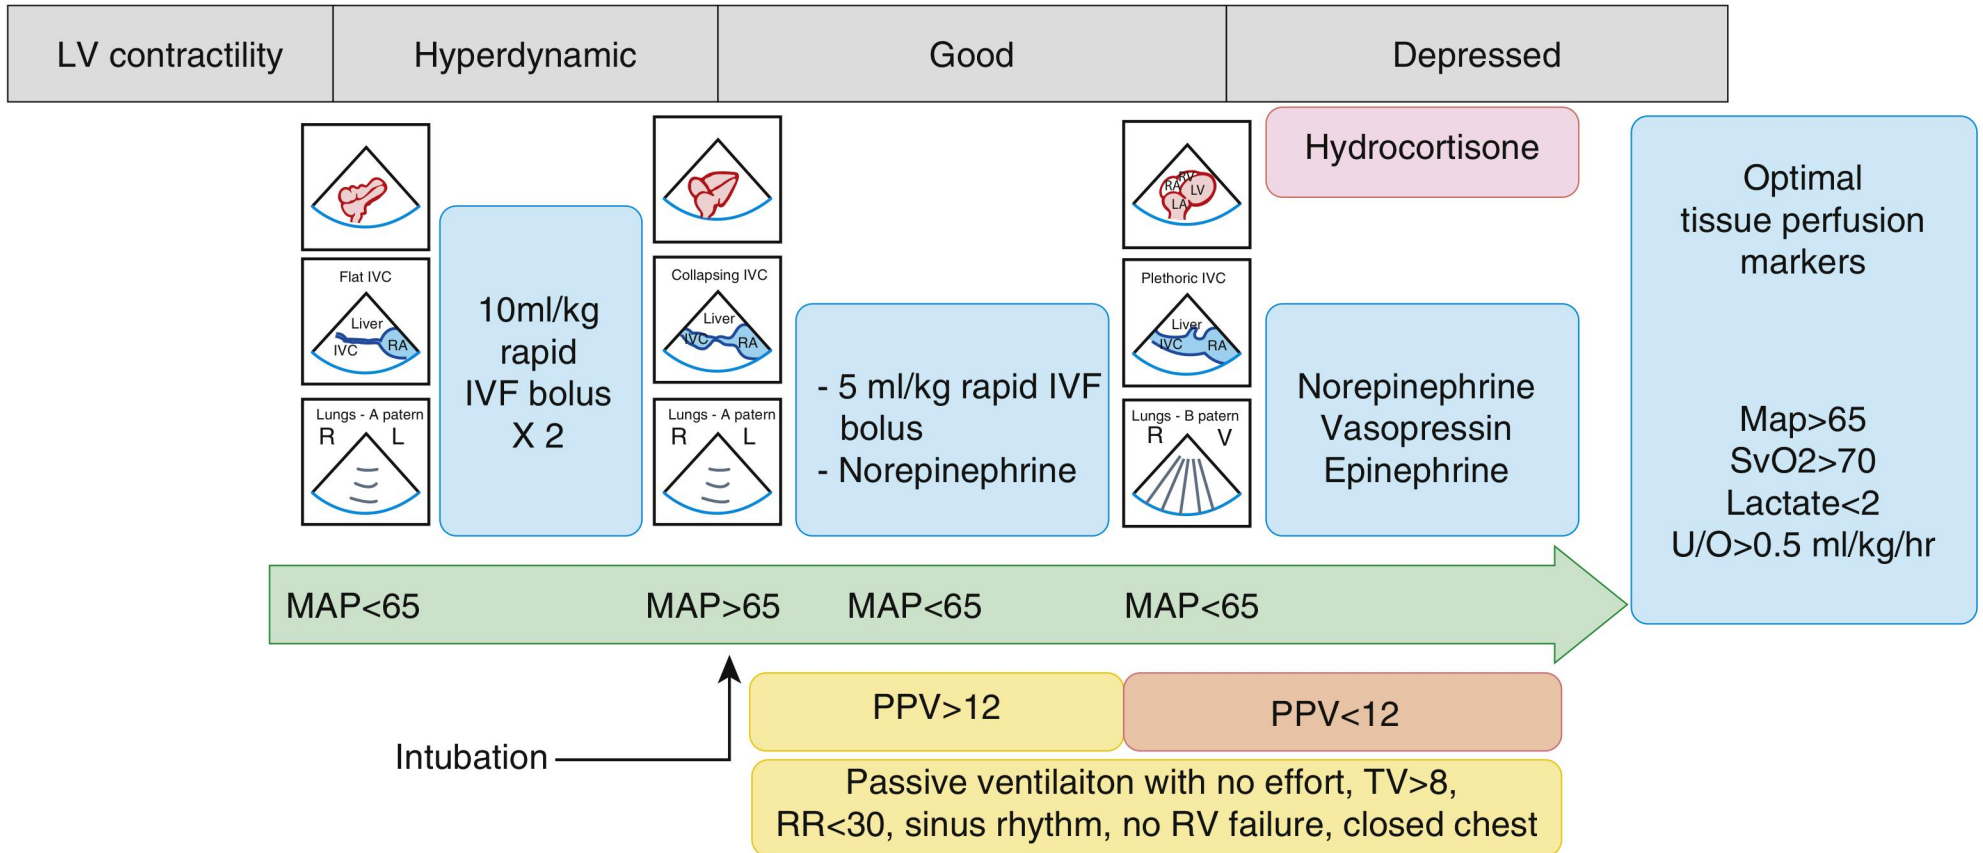 LV contractility
Hyperdynamic
Good
Depressed
Flat IVC
Liver
IVC
RA
Lungs - A patern
R
L
10ml/kg
rapid
IVF bolus
X 2
Collapsing IVC
Liver
IVC
RA
Lungs - A patern
R
L
- 5 ml/kg rapid IVF
bolus
- Norepinephrine
RV
RA
LV
LA
Plethoric IVC
Liver
IVC
RA
Lungs - B patern
R
V
Hydrocortisone
Norepinephrine
Vasopressin
Epinephrine
Optimal
tissue perfusion
markers
Map>65
SvO2>70
Lactate<2
U/O>0.5 ml/kg/hr
MAP<65
MAP>65
MAP<65
MAP<65
Intubation
PPV>12
PPV<12
Passive ventilaiton with no effort, TV>8,
RR<30, sinus rhythm, no RV failure, closed chest